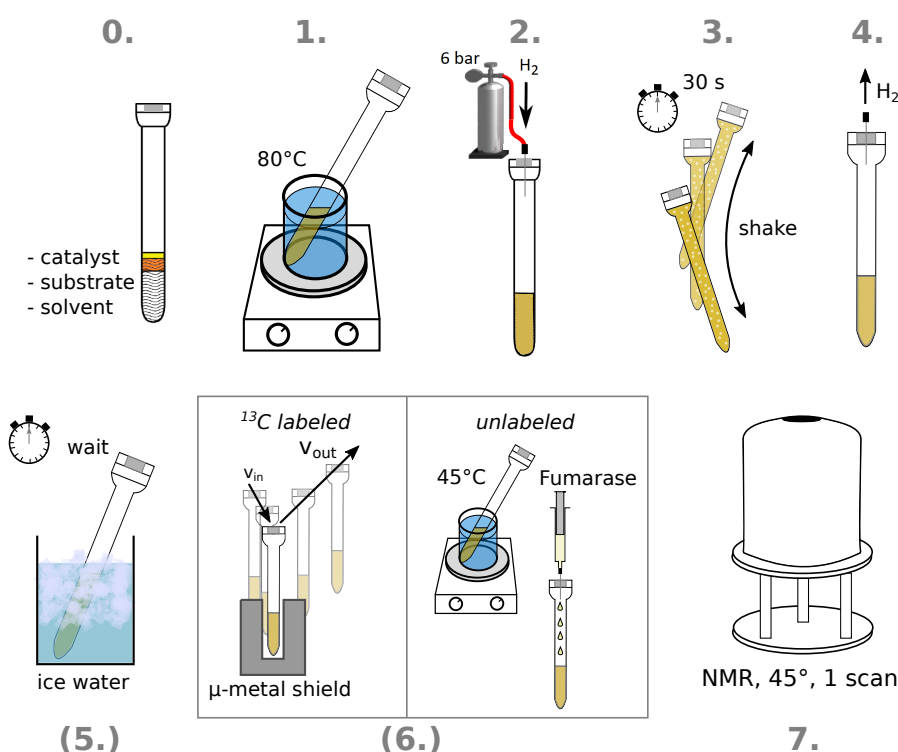 0.
1.
2.
3.
4.
- catalyst
- substrate
- solvent
80°C
6 bar
H2
30 s
shake
H2
wait
ice water
13C labeled
vin
vout
μ-metal shield
unlabeled
45°C
Fumarase
NMR, 45°, 1 scan
(5.)
(6.)
7.